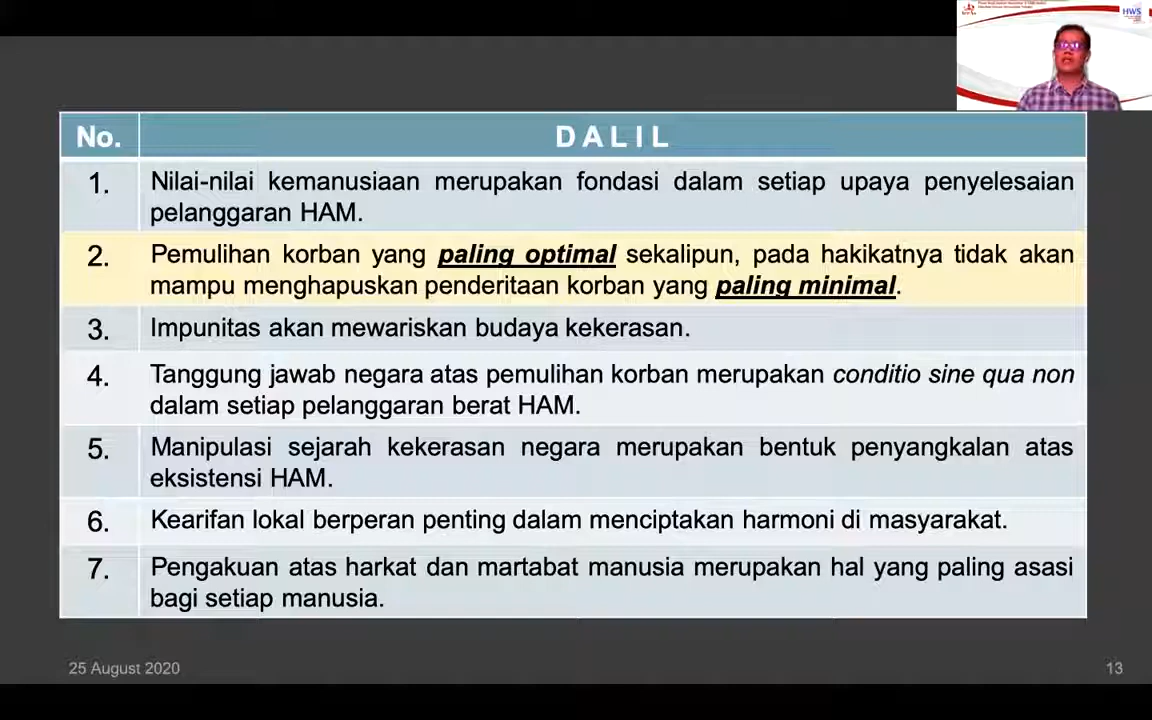 HWS
No.
D A L I L
1.
Nilai-nilai kemanusiaan merupakan fondasi dalam setiap upaya penyelesaian
pelanggaran HAM.
2.
Pemulihan korban yang paling optimal sekalipun, pada hakikatnya tidak akan
mampu menghapuskan penderitaan korban yang paling minimal.
3.
Impunitas akan mewariskan budaya kekerasan.
4.
Tanggung jawab negara atas pemulihan korban merupakan conditio sine qua non
dalam setiap pelanggaran berat HAM.
5.
Manipulasi sejarah kekerasan negara merupakan bentuk penyangkalan atas
eksistensi HAM.
6.
Kearifan lokal berperan penting dalam menciptakan harmoni di masyarakat.
7.
Pengakuan atas harkat dan martabat manusia merupakan hal yang paling asasi
bagi setiap manusia.
25 August 2020
13